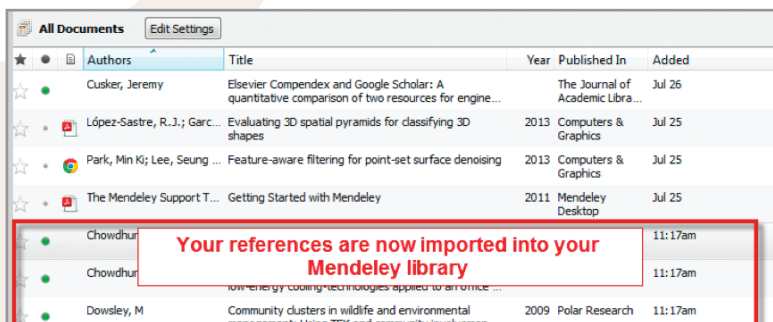 All Documents Edit Settings
Authors Title Year Published In Added
Cusker, Jeremy Elsevier Compendex and Google Scholar: A The Journal of Jul 26
quantitative comparison of two resources for engine... Academic Libra...
López-Sastre, R.J.; Garc... Evaluating 3D spatial pyramids for classifying 3D 2013 Computers & Jul 25
shapes Graphics
Park, Min Ki; Lee, Seung ... Feature-aware filtering for point-set surface denoising 2013 Computers & Jul 25
Graphics
The Mendeley Support T... Getting Started with Mendeley 2011 Mendeley Jul 25
Desktop
Chowdhur 11:17am
Your references are now imported into your
Mendeley library
Chowdhur 11:17am
low-energy cooling-technologies applied to an office ...
Dowsley, M Community clusters in wildlife and environmental 2009 Polar Research 11:17am